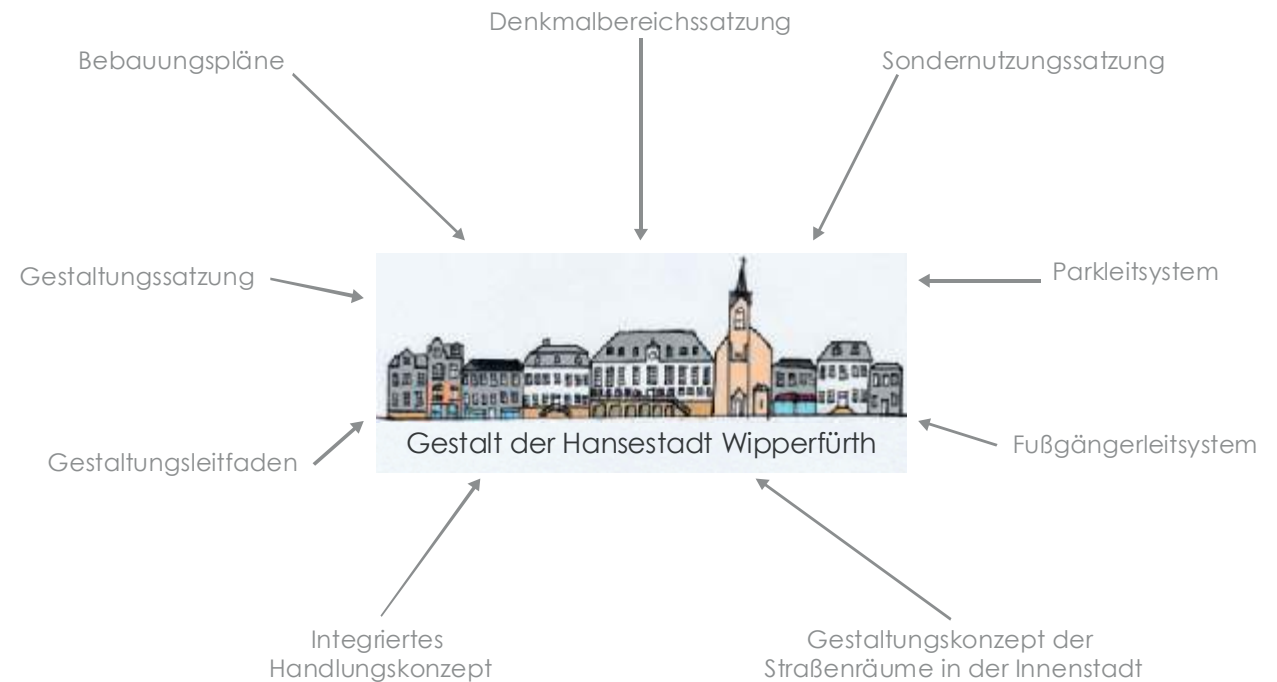 Denkmalbereichssatzung
Bebauungspläne
Sondernutzungssatzung
Gestaltungssatzung
Parkleitsystem
Gestalt der Hansestadt Wipperfürth
Gestaltungsleitfaden
Fußgängerleitsystem
Integriertes
Handlungskonzept
Gestaltungskonzept der
Straßenräume in der Innenstadt